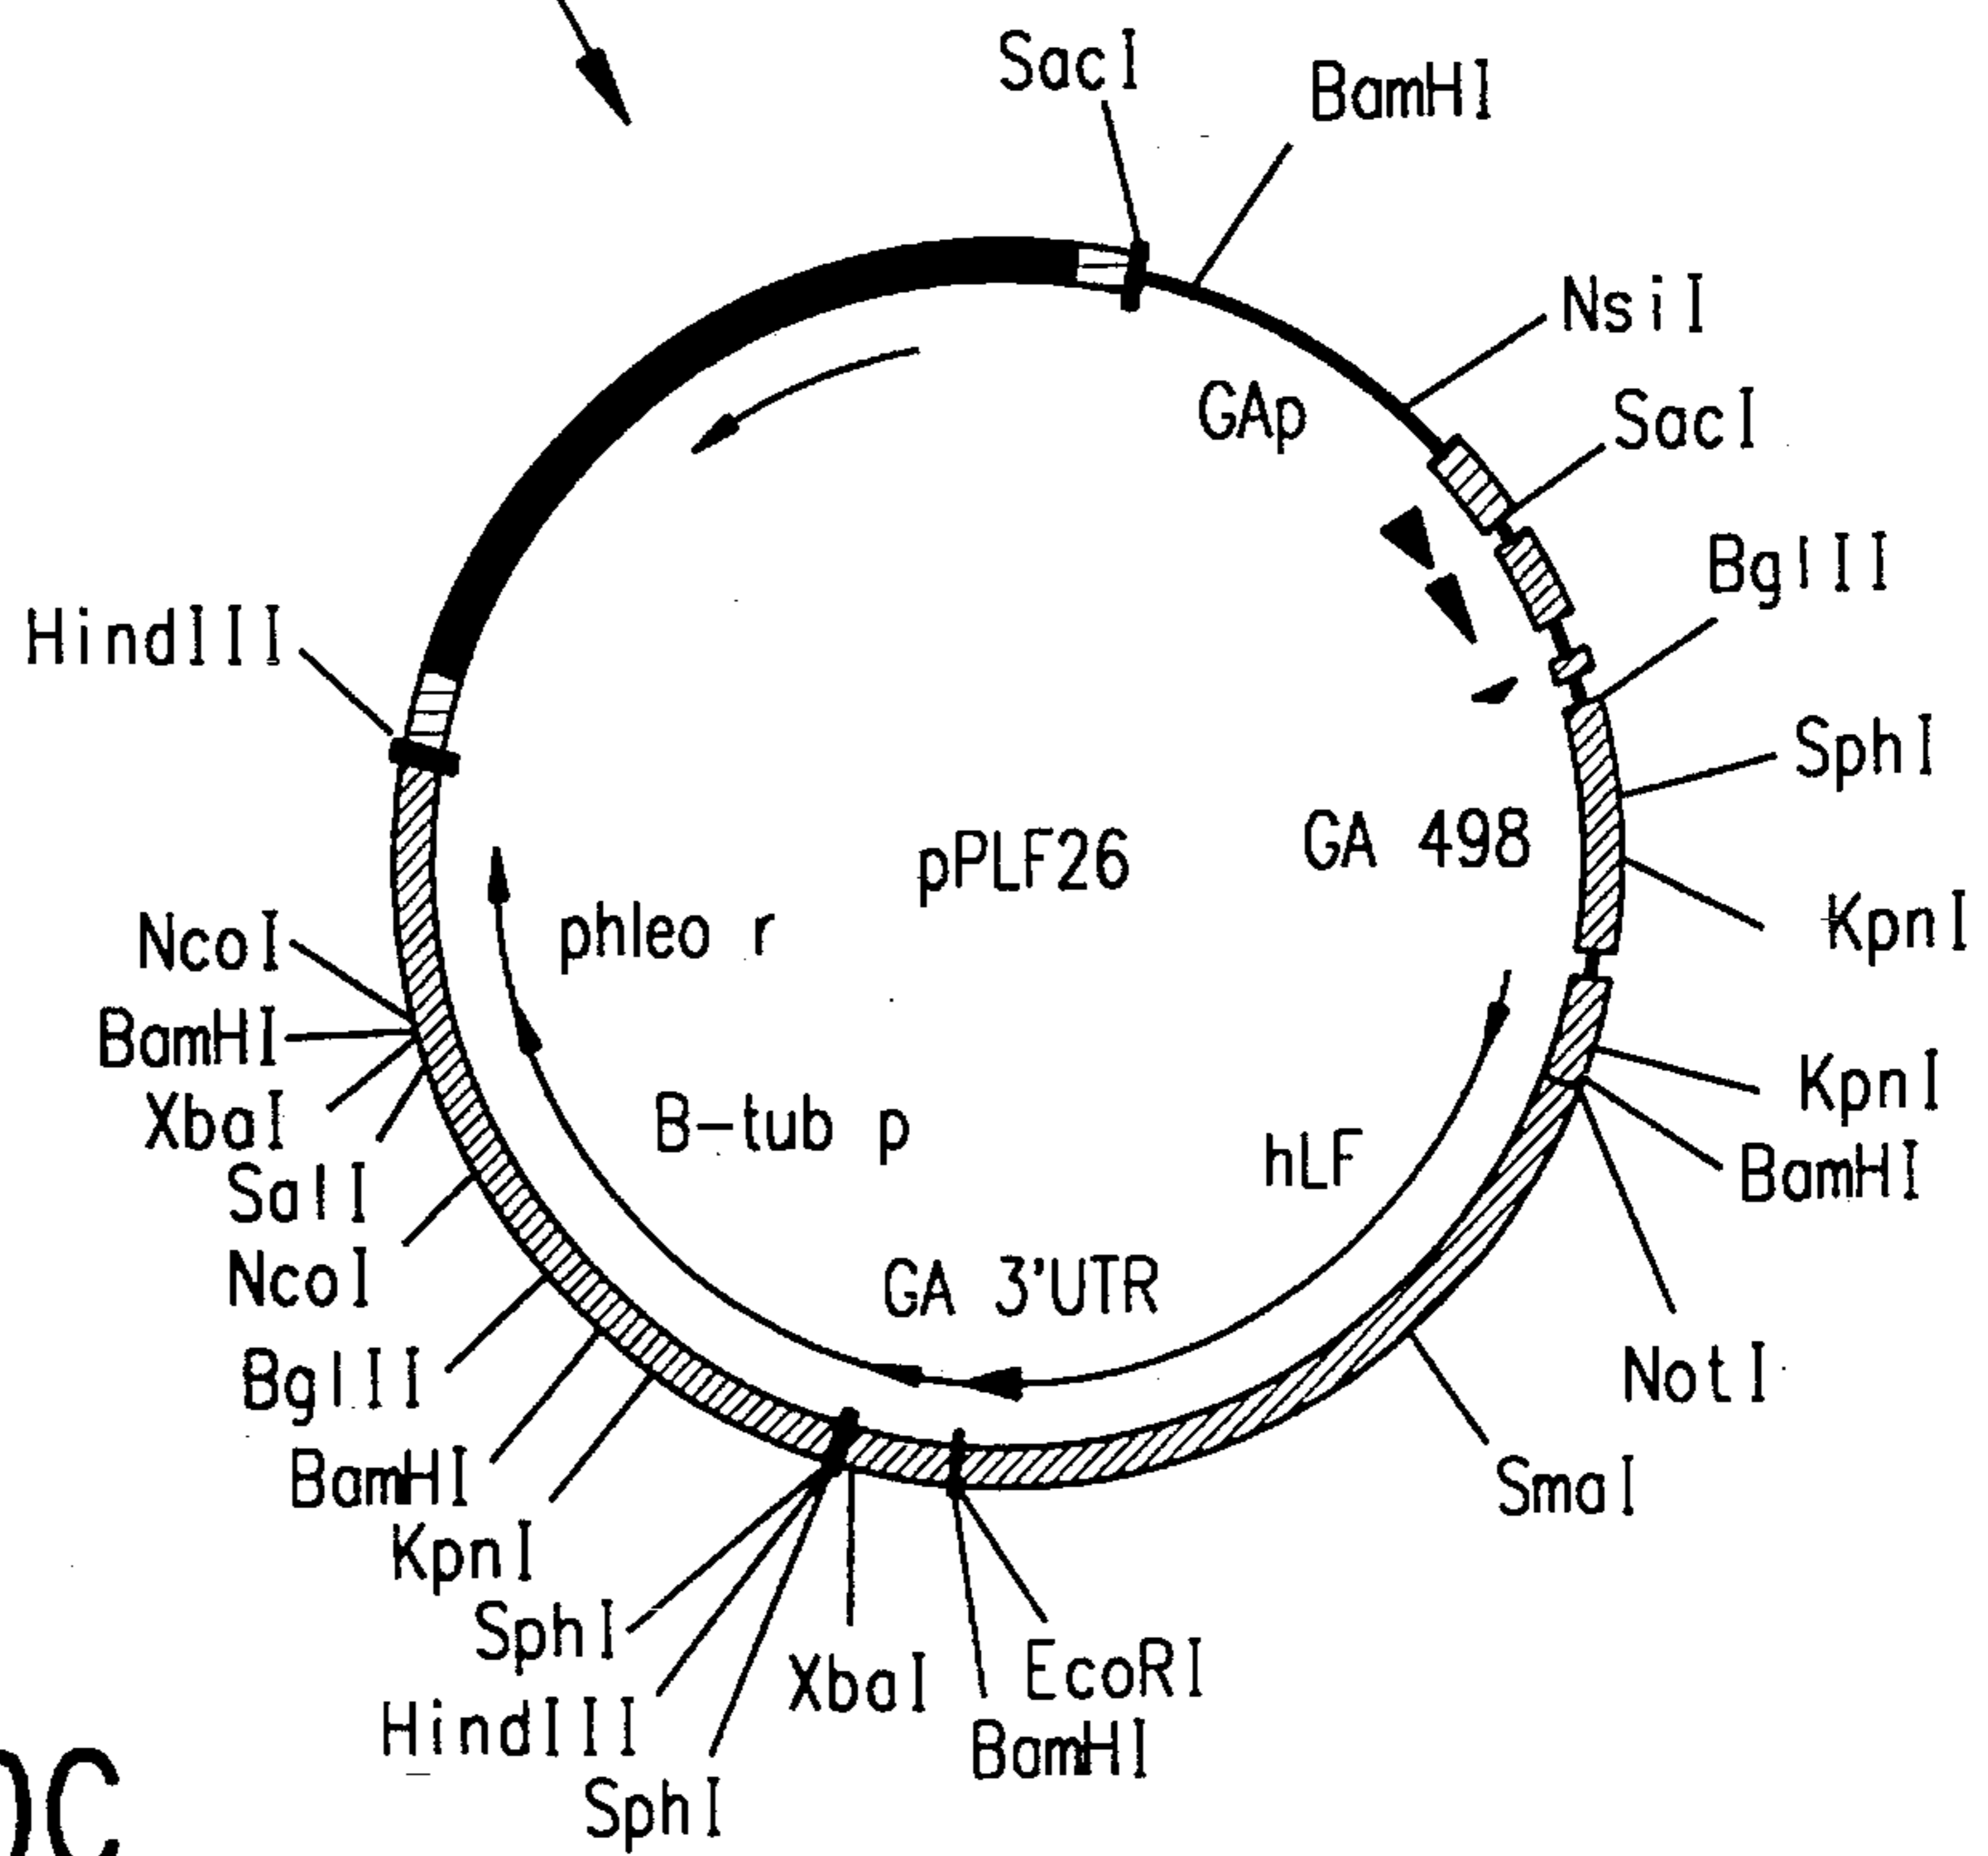 SacI
BamHI
NsiI
GAp
SacI
BglII
HindIII
SphI
GA 498
pPLF26
KpnI
phleo r
NcoI
BamHI
KpnI
XbaI
B-tub p
hLF
BamHI
SalI
NcoI
GA 3'UTR
NotI
BglII
BamHI
SmaI
KpnI
SphI
XbaI
EcoRI
HindIII
BamHI
SphI